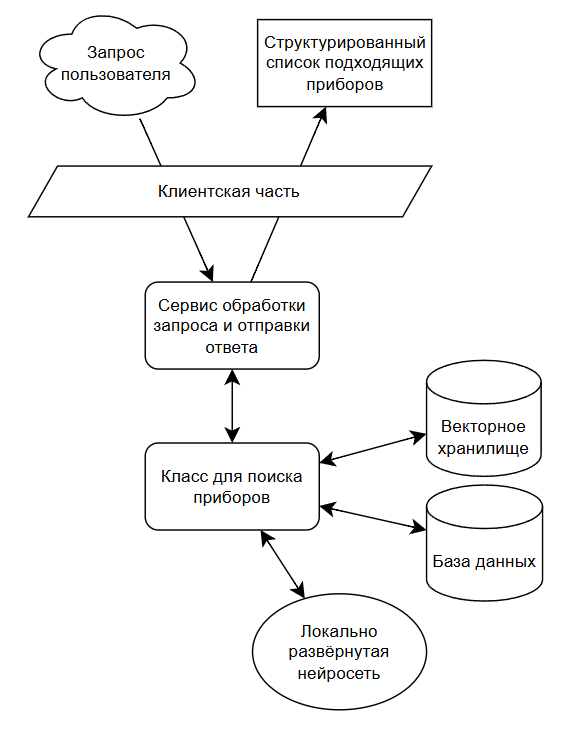 Запрос
пользователя
Структурированный
список подходящих
приборов
Клиентская часть
Сервис обработки
запроса и отправки
ответа
Класс для поиска
приборов
Векторное
хранилище
База данных
Локально
развёрнутая
нейросеть